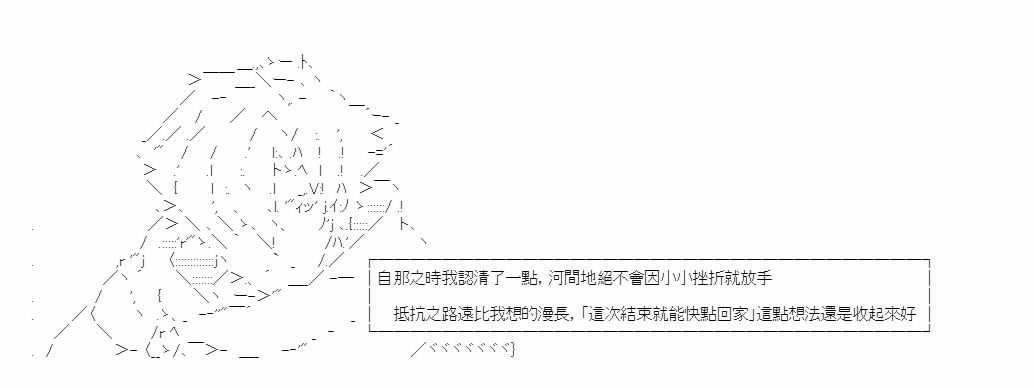 自那之時我認清了一點，河間地絕不會因小小挫折就放手
抵抗之路遠比我想的漫長，「這次結束就能快點回家」這點想法還是收起來好